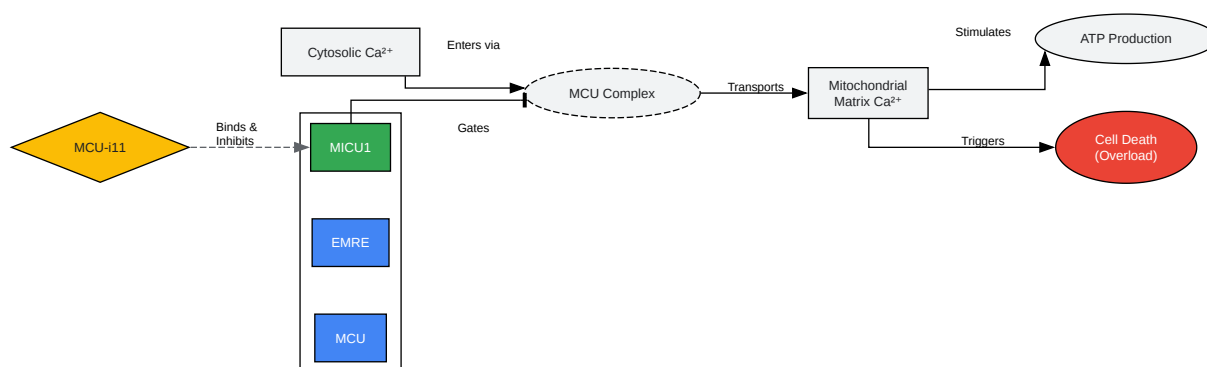 Stimulates
ATP Production
Cytosolic Ca²⁺
Enters via
MCU Complex
Transports
Mitochondrial
Matrix Ca²⁺
Gates
MCU-i11
Binds &
Inhibits
MICU1
Triggers
Cell Death
(Overload)
EMRE
MCU